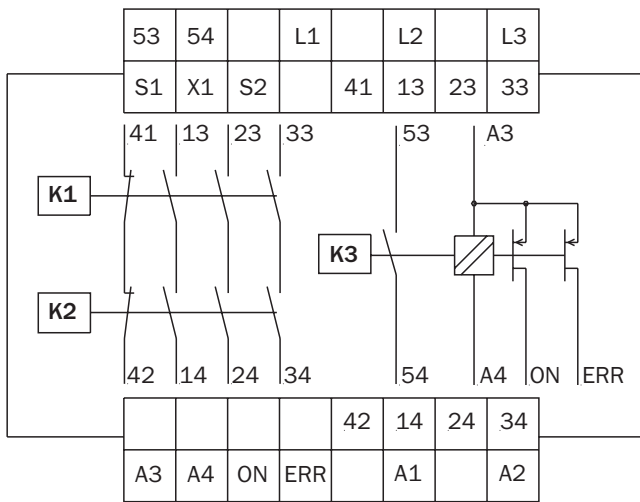 53 54 L1 L2 L3
S1 X1 S2 41 13 23 33
41 13 23 33 53 A3
K1
K3
K2
42 14 24 34 54 A4 ON ERR
42 14 24 34
A3 A4 ON ERR A1 A2